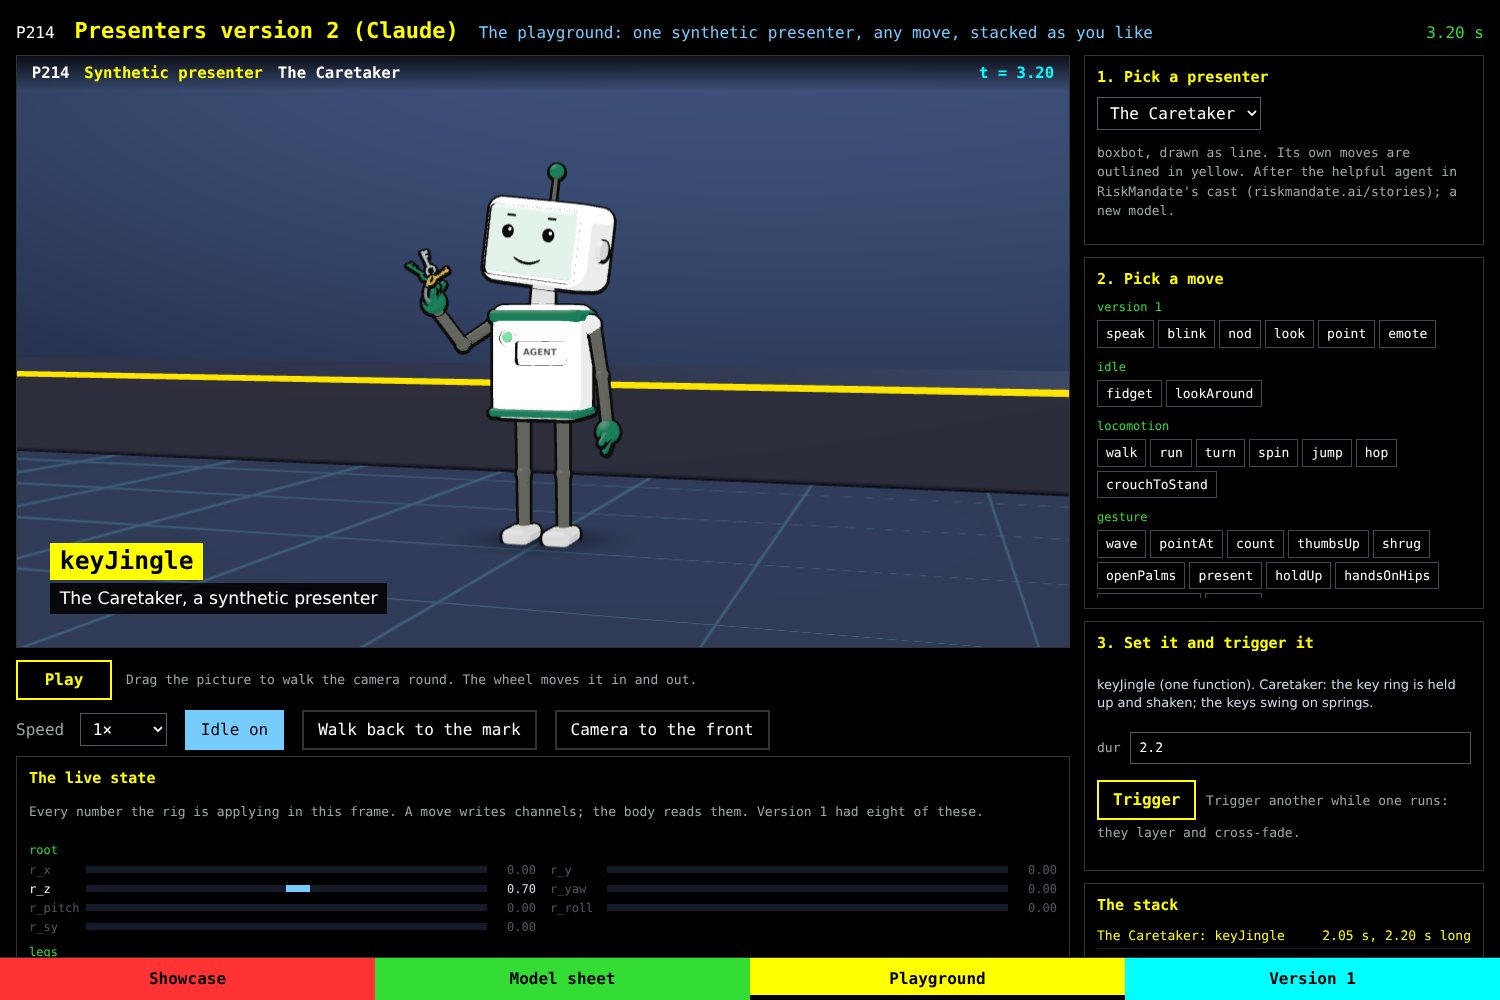 P214 Presenters version 2 (Claude) The playground: one synthetic presenter, any move, stacked as you like 3.20 s
P214 Synthetic presenter The Caretaker t = 3.20
AGENT
keyJingle
The Caretaker, a synthetic presenter
Play Drag the picture to walk the camera round. The wheel moves it in and out.
Speed 1× Idle on Walk back to the mark Camera to the front
The live state
Every number the rig is applying in this frame. A move writes channels; the body reads them. Version 1 had eight of these.
root
r_x 0.00 r_y 0.00
r_z 0.70 r_yaw 0.00
r_pitch 0.00 r_roll 0.00
r_sy 0.00
legs
1. Pick a presenter
The Caretaker
boxbot, drawn as line. Its own moves are
outlined in yellow. After the helpful agent in
RiskMandate's cast (riskmandate.ai/stories); a
new model.
2. Pick a move
version 1
speak blink nod look point emote
idle
fidget lookAround
locomotion
walk run turn spin jump hop
crouchToStand
gesture
wave pointAt count thumbsUp shrug
openPalms present holdUp handsOnHips
3. Set it and trigger it
keyJingle (one function). Caretaker: the key ring is held
up and shaken; the keys swing on springs.
dur 2.2
Trigger Trigger another while one runs:
they layer and cross-fade.
The stack
The Caretaker: keyJingle 2.05 s, 2.20 s long
Showcase Model sheet Playground Version 1